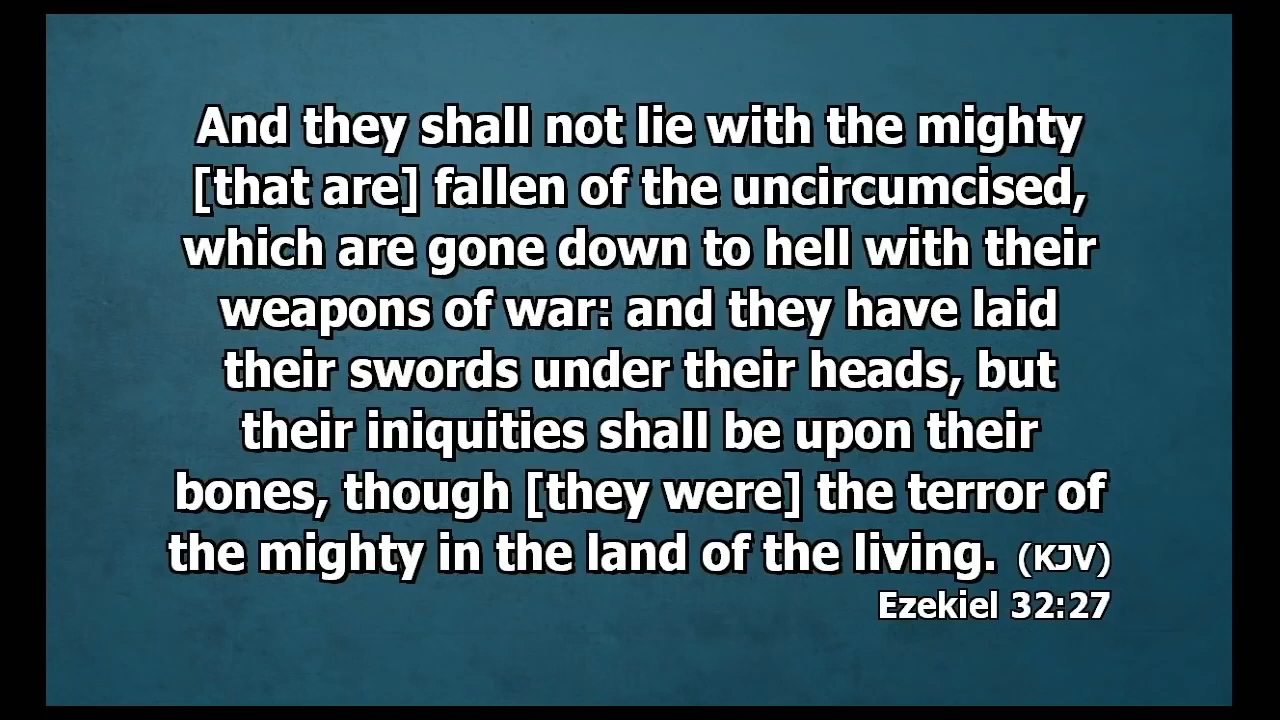 And they shall not lie with the mighty
[that are] fallen of the uncircumcised,
which are gone down to hell with their
weapons of war: and they have laid
their swords under their heads, but
their iniquities shall be upon their
bones, though [they were] the terror of
the mighty in the land of the living. (KJV)
Ezekiel 32:27